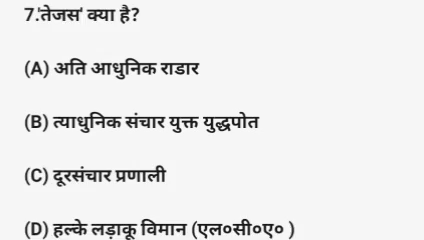 7.'तेजस' क्या है?
(A) अति आधुनिक राडार
(B) त्याधुनिक संचार युक्त युद्धपोत
(C) दूरसंचार प्रणाली
(D) हल्के लड़ाकू विमान (एल०सी०ए० )